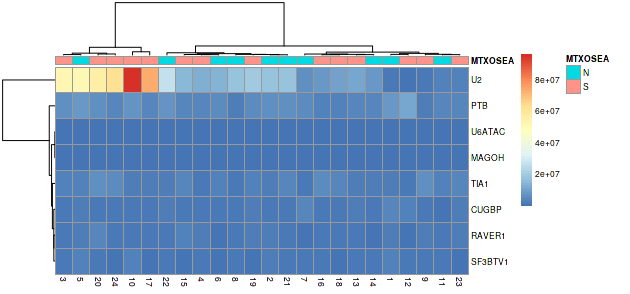 MTXOSEA
U2
PTB
U6ATAC
MAGOH
TIA1
CUGBP
RAVER1
SF3BTV1
3 5 20 24 10 17 22 15 4 6 8 19 2 21 7 16 18 13 14 1 12 9 11 23
8e+07
6e+07
4e+07
2e+07
MTXOSEA
N
S